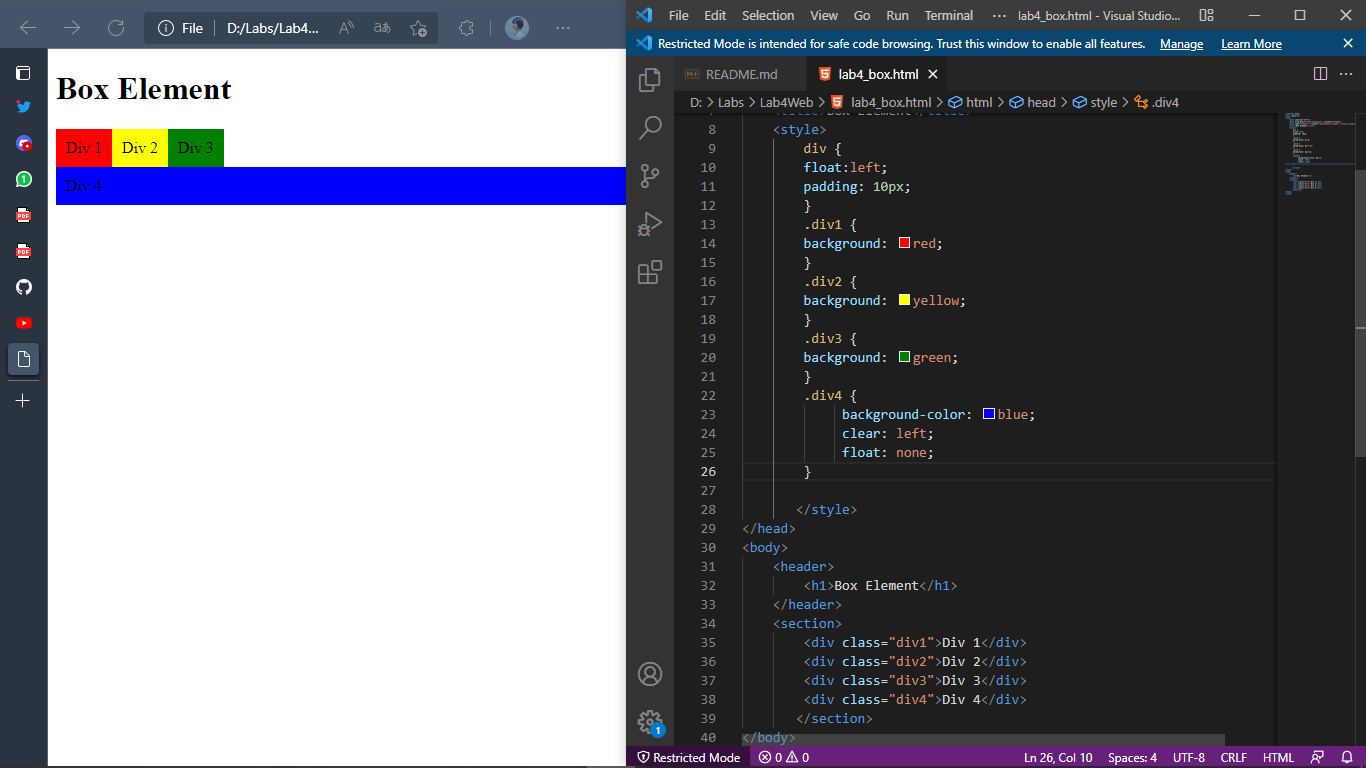 File D:/Labs/Lab4...
Box Element
Div 1 Div 2 Div 3
Div 4
File Edit Selection View Go Run Terminal ··· lab4_box.html - Visual Studio...
Restricted Mode is intended for safe code browsing. Trust this window to enable all features. Manage Learn More
README.md lab4_box.html
D: > Labs > Lab4Web > lab4_box.html > html > head > style > .div4
<title>Box Element</title>
8 <style>
9 div {
10 float:left;
11 padding: 10px;
12 }
13 .div1 {
14 background: red;
15 }
16 .div2 {
17 background: yellow;
18 }
19 .div3 {
20 background: green;
21 }
22 .div4 {
23 background-color: blue;
24 clear: left;
25 float: none;
26 }
27
28 </style>
29 </head>
30 <body>
31 <header>
32 <h1>Box Element</h1>
33 </header>
34 <section>
35 <div class="div1">Div 1</div>
36 <div class="div2">Div 2</div>
37 <div class="div3">Div 3</div>
38 <div class="div4">Div 4</div>
39 </section>
40 </body>
Restricted Mode 0 0 Ln 26, Col 10 Spaces: 4 UTF-8 CRLF HTML